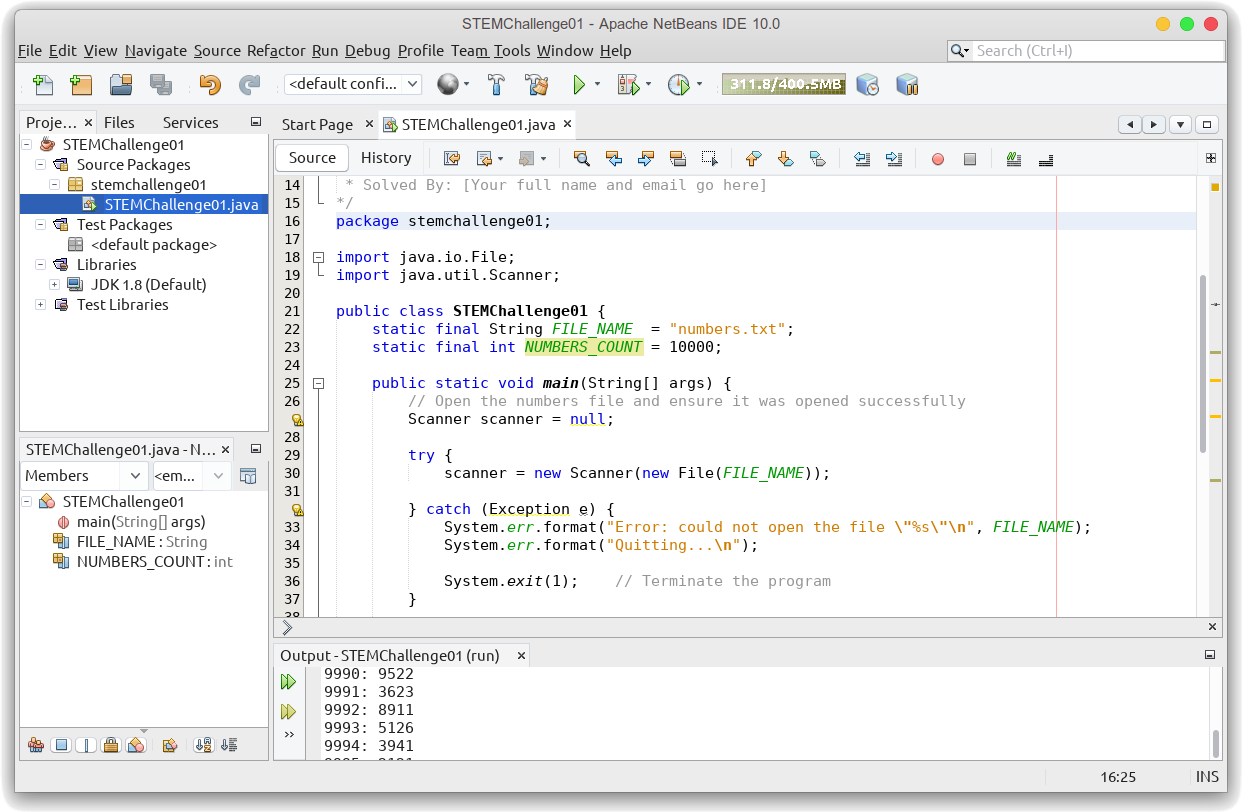 STEMChallenge01 - Apache NetBeans IDE 10.0
File Edit View Navigate Source Refactor Run Debug Profile Team Tools Window Help
Search (Ctrl+I)
<default confi...
311.8/400.5MB
Proje... × Files Services
STEMChallenge01
Source Packages
stemchallenge01
STEMChallenge01.java
Test Packages
<default package>
Libraries
JDK 1.8 (Default)
Test Libraries
STEMChallenge01.java - N... ×
Members <em...
STEMChallenge01
main(String[] args)
FILE_NAME : String
NUMBERS_COUNT : int
Start Page × STEMChallenge01.java ×
Source History
14 * Solved By: [Your full name and email go here]
15 */
16 package stemchallenge01;
17
18 import java.io.File;
19 import java.util.Scanner;
20
21 public class STEMChallenge01 {
22 static final String FILE_NAME = "numbers.txt";
23 static final int NUMBERS_COUNT = 10000;
24
25 public static void main(String[] args) {
26 // Open the numbers file and ensure it was opened successfully
Scanner scanner = null;
28
29 try {
30 scanner = new Scanner(new File(FILE_NAME));
31
} catch (Exception e) {
33 System.err.format("Error: could not open the file \"%s\"\n", FILE_NAME);
34 System.err.format("Quitting...\n");
35
36 System.exit(1); // Terminate the program
37 }
38
Output - STEMChallenge01 (run) ×
9990: 9522
9991: 3623
9992: 8911
9993: 5126
9994: 3941
16:25 INS